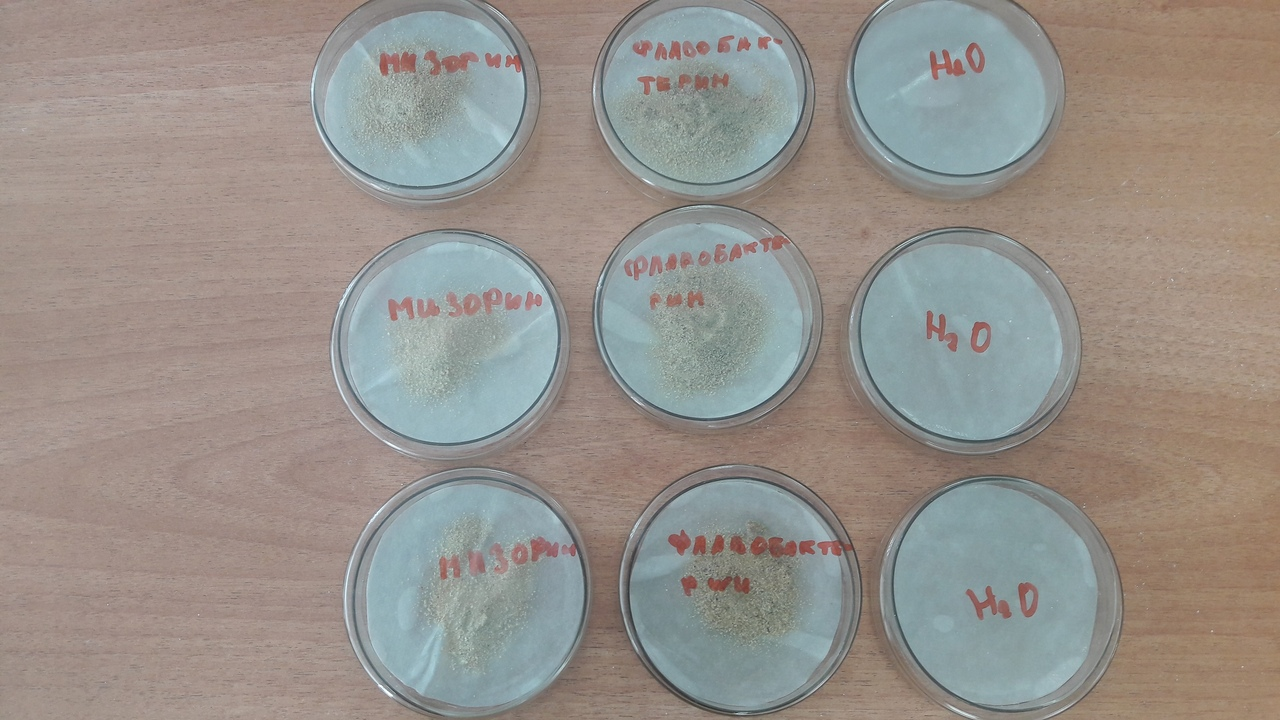 МИЗОРИН
ФЛАВОБАК-
ТЕРИН
H₂O
МИЗОРИН
ФЛАВОБАКТЕ-
РИН
H₂O
МИЗОРИН
ФЛАВОБАКТЕ-
РИН
H₂O